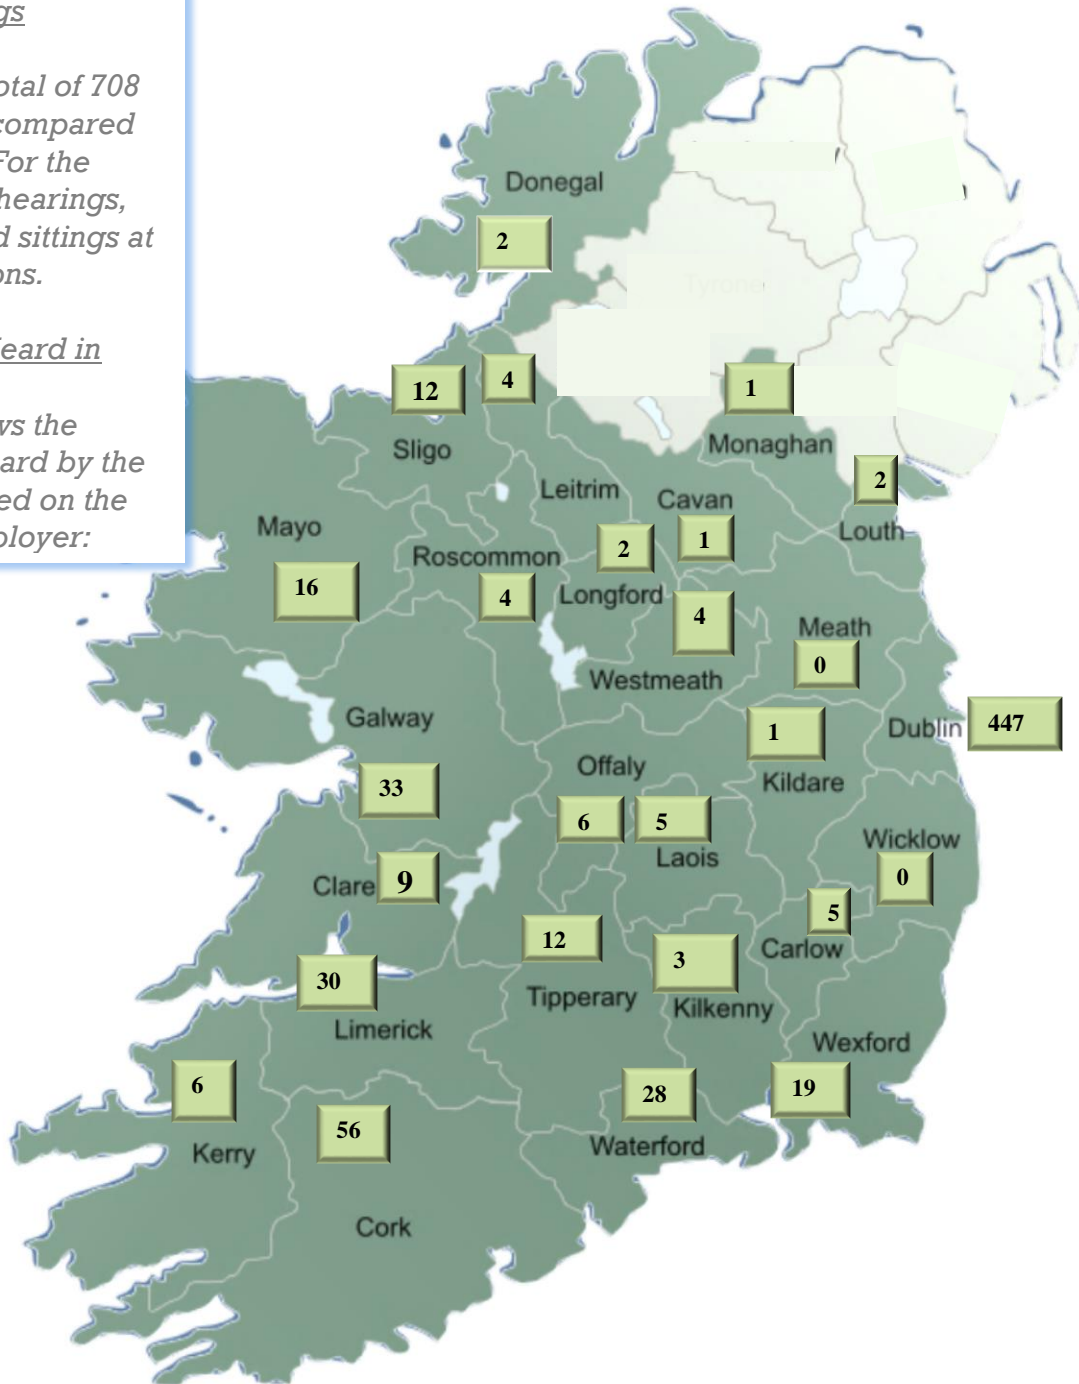 gs
otal of 708
compared
For the
hearings,
d sittings at
ons.
eard in
ws the
ard by the
ed on the
ployer:
Donegal
2
Tyrone
12
4
1
Sligo
Monaghan
Leitrim
2
Cavan
Mayo
Louth
Roscommon
2
1
16
4
Longford
4
Meath
0
Westmeath
Galway
1
Dublin
447
Offaly
Kildare
33
6
5
Wicklow
Laois
Clare
9
0
5
12
3
Carlow
30
Tipperary
Kilkenny
Limerick
Wexford
6
28
19
56
Kerry
Waterford
Cork